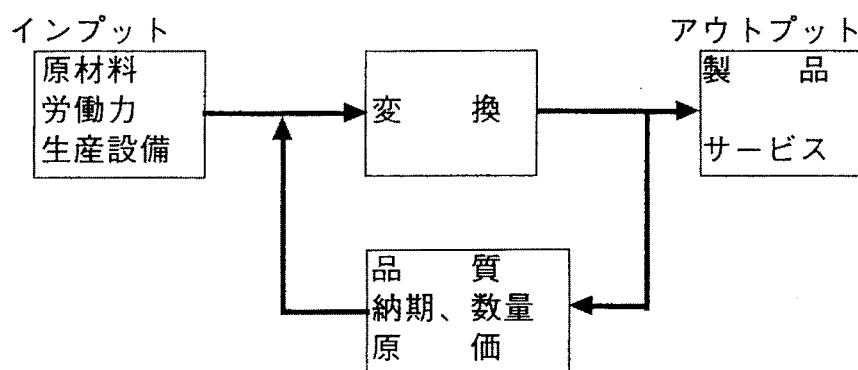 インプット
原材料
労働力
生産設備
変　換
アウトプット
製　品
サービス
品　質
納期、数量
原　価